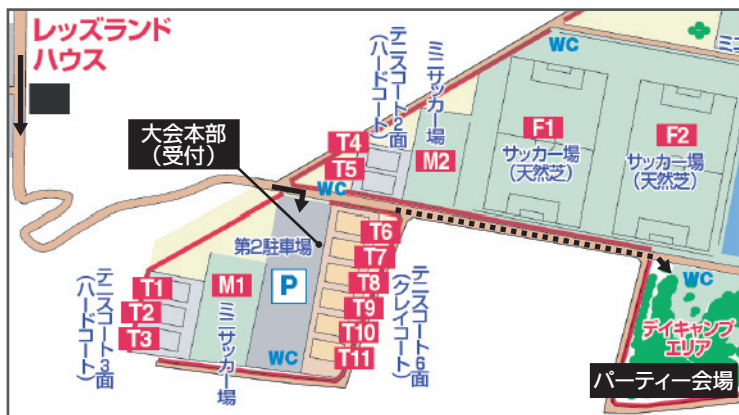 レッズランド
ハウス
大会本部
(受付)
テニスコート2面
(ハードコート)
ミニサッカー場
WC
ミニ
T4
T5
M2
F1
サッカー場
(天然芝)
F2
サッカー場
(天然芝)
WC
第2駐車場
P
T6
T7
T8
T9
T10
T11
テニスコート6面
(クレイコート)
テニスコート3面
(ハードコート)
T1
T2
T3
M1
ミニサッカー場
WC
WC
デイキャンプ
エリア
パーティー会場